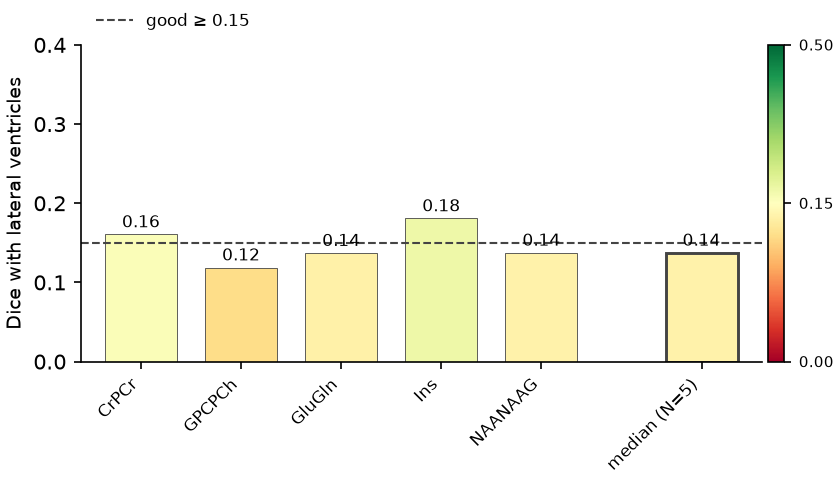 good ≥ 0.15
Dice with lateral ventricles
0.4
0.3
0.2
0.1
0.0
0.16
0.12
0.14
0.18
0.14
0.14
CrPCr
GPCPCh
GluGln
Ins
NAANAAG
median (N=5)
0.50
0.15
0.00